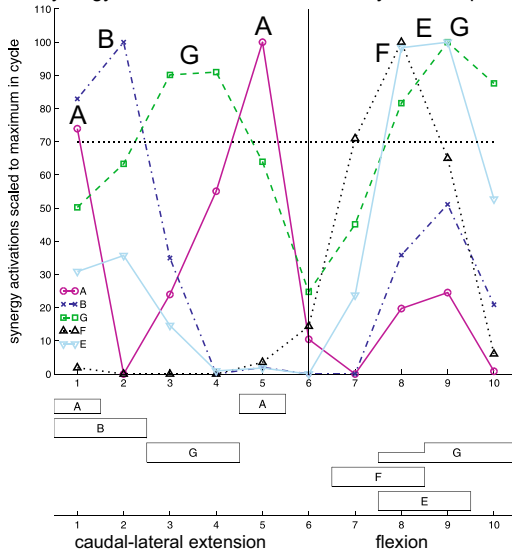 synergy activations scaled to maximum in cycle
110
100
90
80
70
60
50
40
30
20
10
0
A
B
G
A
F
E
G
A
B
G
F
E
1 2 3 4 5 6 7 8 9 10
A
A
B
G
G
F
E
1 2 3 4 5 6 7 8 9 10
caudal-lateral extension
flexion